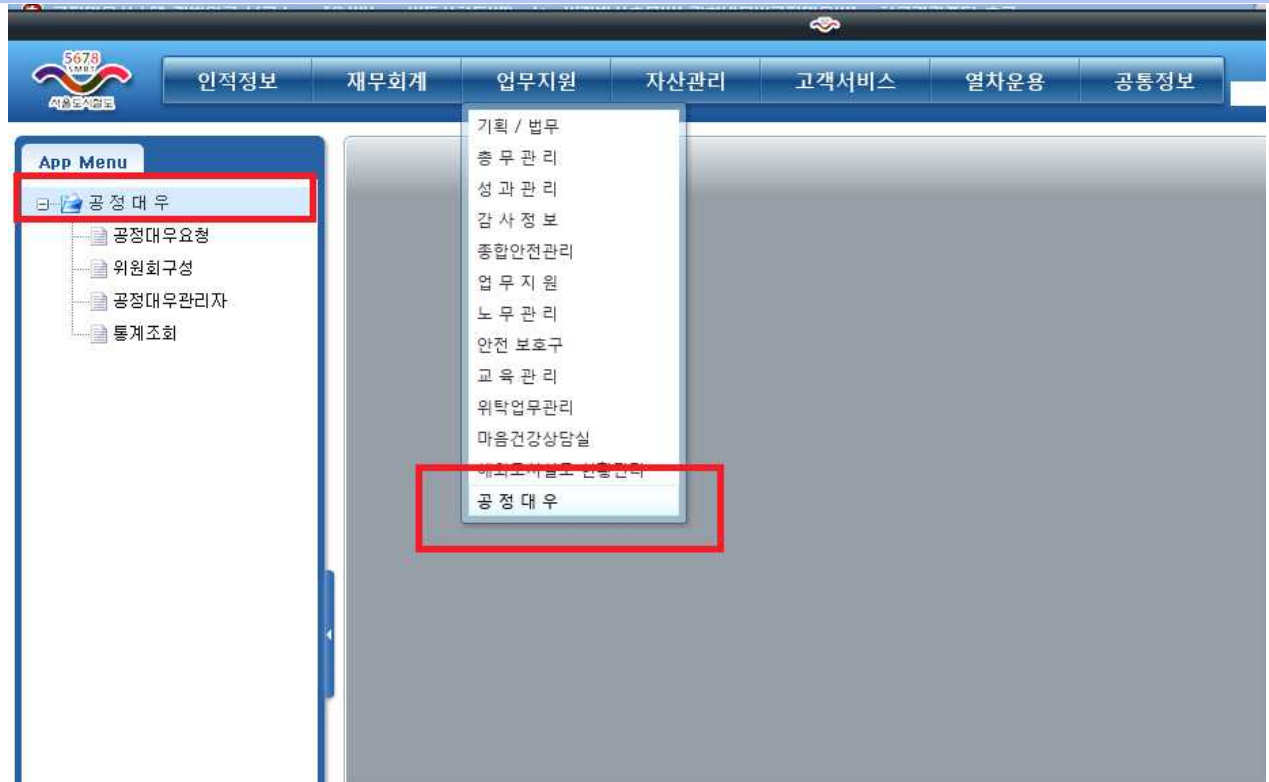 5678
SMRT
서울도시철도
인적정보 재무회계 업무지원 자산관리 고객서비스 열차운용 공통정보
App Menu
공 정 대 우
공정대우요청
위원회구성
공정대우관리자
통계조회
기획 / 법무
총 무 관 리
성 과 관 리
감 사 정 보
종합안전관리
업 무 지 원
노 무 관 리
안전 보호구
교 육 관 리
위탁업무관리
마음건강상담실
공 정 대 우